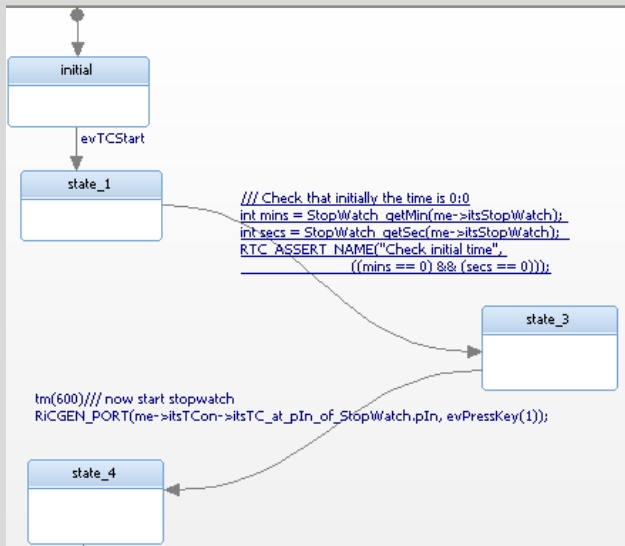 initial
evTCStart
state_1
/// Check that initially the time is 0:0
int mins = StopWatch_getMin(me->itsStopWatch);
int secs = StopWatch_getSec(me->itsStopWatch);
RTC_ASSERT_NAME("Check initial time",
((mins == 0) && (secs == 0)));
state_3
tm(600)/// now start stopwatch
RiCGEN_PORT(me->itsTCon->itsTC_at_pIn_of_StopWatch.pIn, evPressKey(1));
state_4